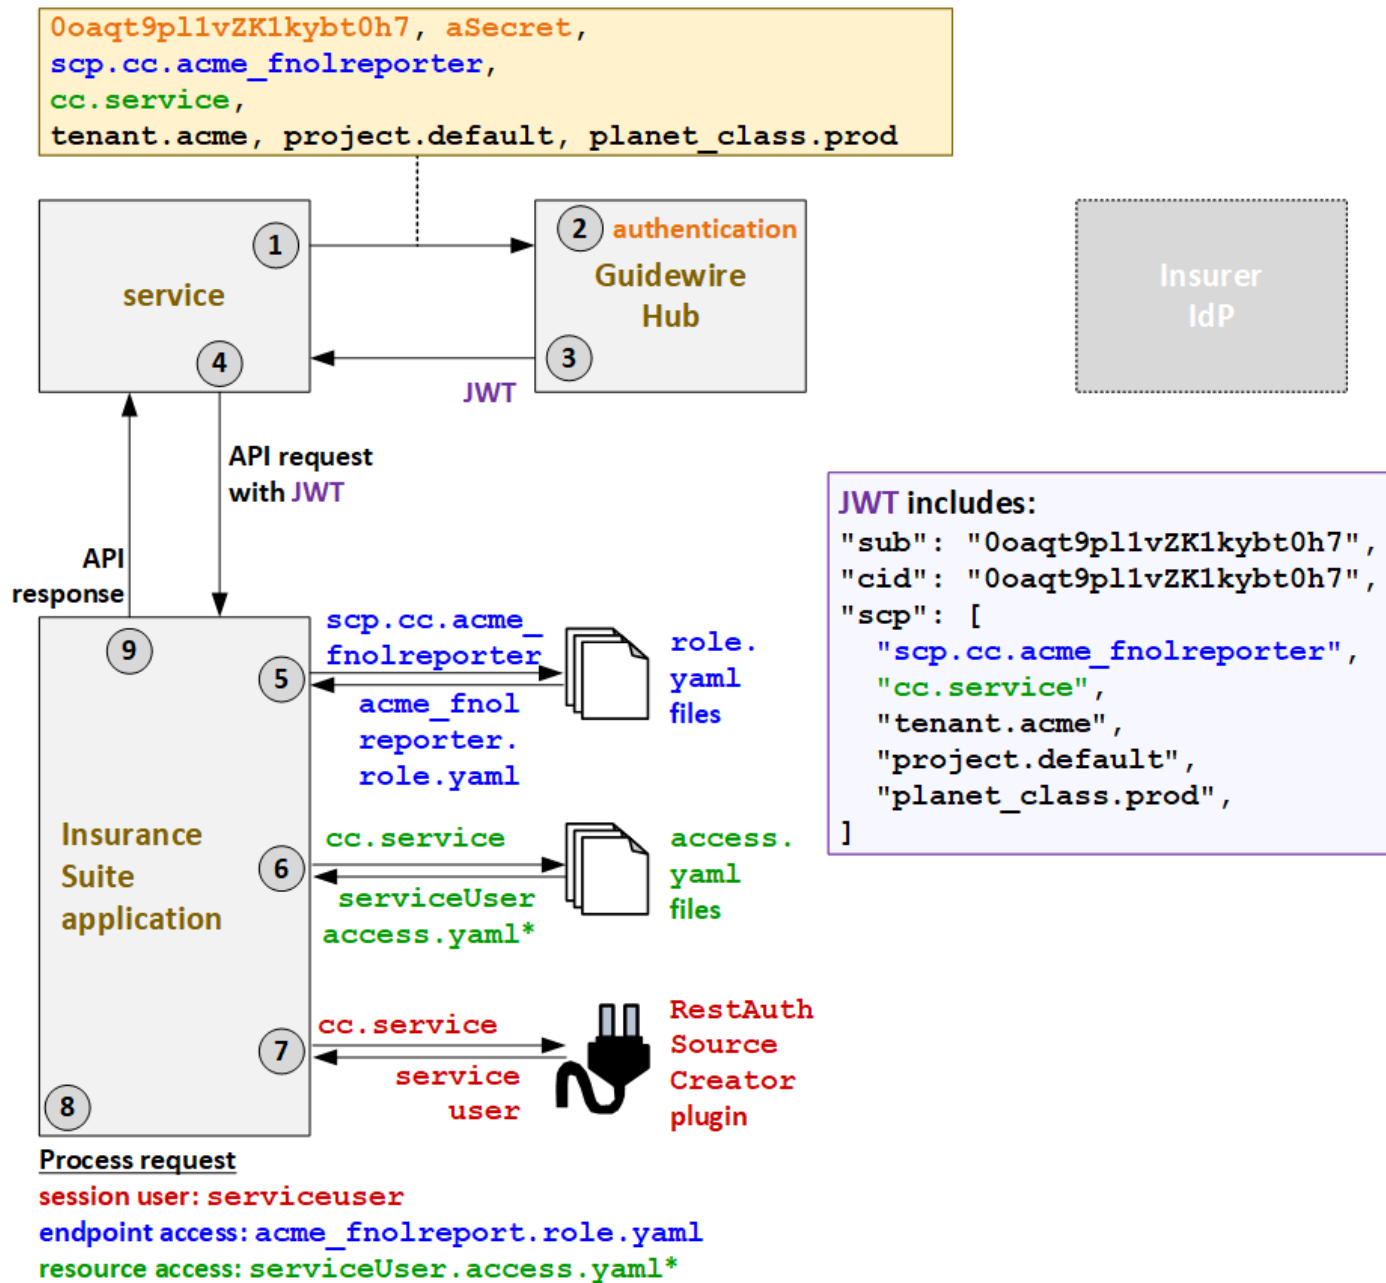 0oaqt9pl1vZK1kybt0h7, aSecret,
scp.cc.acme_fnolreporter,
cc.service,
tenant.acme, project.default, planet_class.prod
1
service
4
2 authentication
Guidewire
Hub
3
JWT
Insurer
IdP
API request
with JWT
API
response
JWT includes:
"sub": "0oaqt9pl1vZK1kybt0h7",
"cid": "0oaqt9pl1vZK1kybt0h7",
"scp": [
"scp.cc.acme_fnolreporter",
"cc.service",
"tenant.acme",
"project.default",
"planet_class.prod",
]
9
5
scp.cc.acme_
fnolreporter
acme_fnol
reporter.
role.yaml
role.
yaml
files
Insurance
Suite
application
6
cc.service
serviceUser
access.yaml*
access.
yaml
files
7
cc.service
service
user
RestAuth
Source
Creator
plugin
8
Process request
session user: serviceuser
endpoint access: acme_fnolreport.role.yaml
resource access: serviceUser.access.yaml*